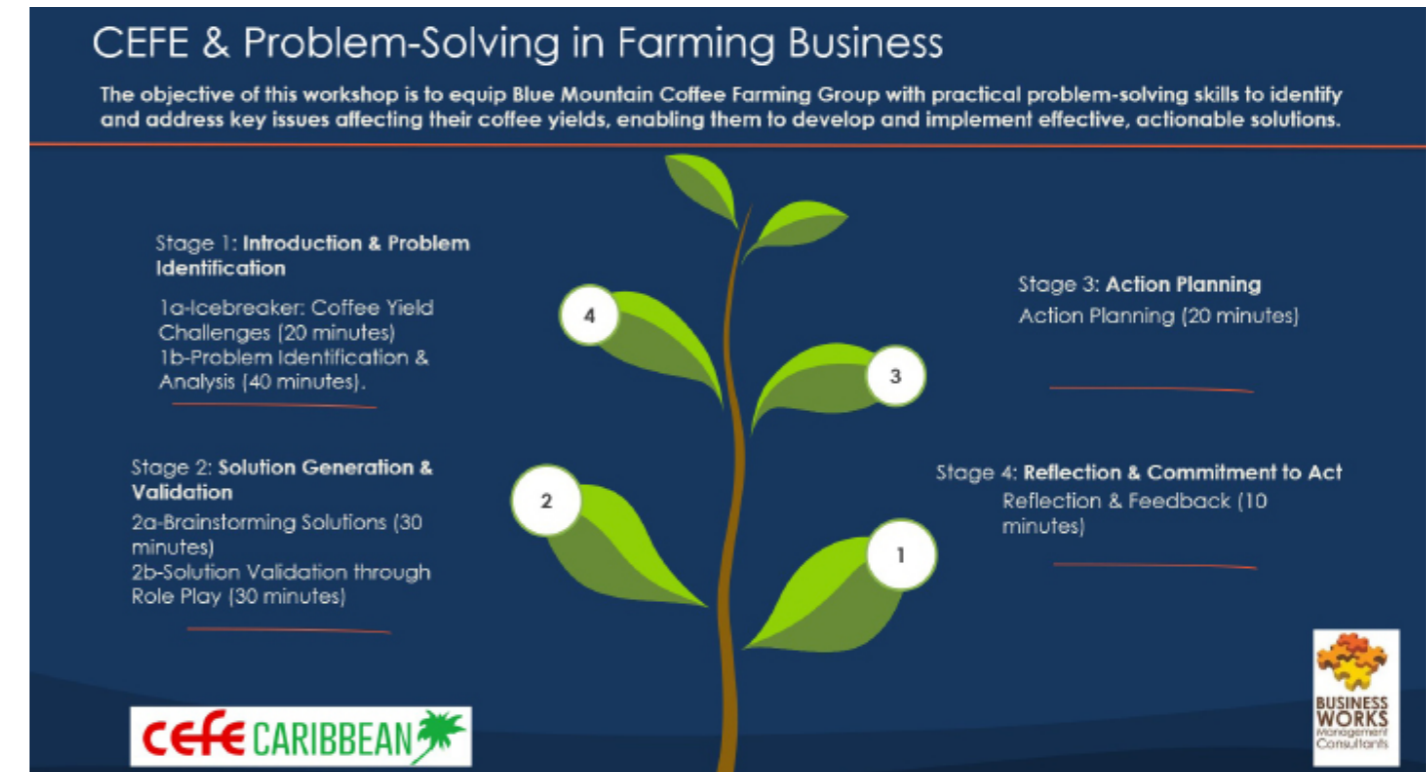 CEFE & Problem-Solving in Farming Business
The objective of this workshop is to equip Blue Mountain Coffee Farming Group with practical problem-solving skills to identify
and address key issues affecting their coffee yields, enabling them to develop and implement effective, actionable solutions.
Stage 1: Introduction & Problem
Identification
1a-Icebreaker: Coffee Yield
Challenges (20 minutes)
1b-Problem Identification &
Analysis (40 minutes).
Stage 2: Solution Generation &
Validation
2a-Brainstorming Solutions (30
minutes)
2b-Solution Validation through
Role Play (30 minutes)
4
3
2
1
Stage 3: Action Planning
Action Planning (20 minutes)
Stage 4: Reflection & Commitment to Act
Reflection & Feedback (10
minutes)
CEFE CARIBBEAN
BUSINESS
WORKS
Management
Consultants